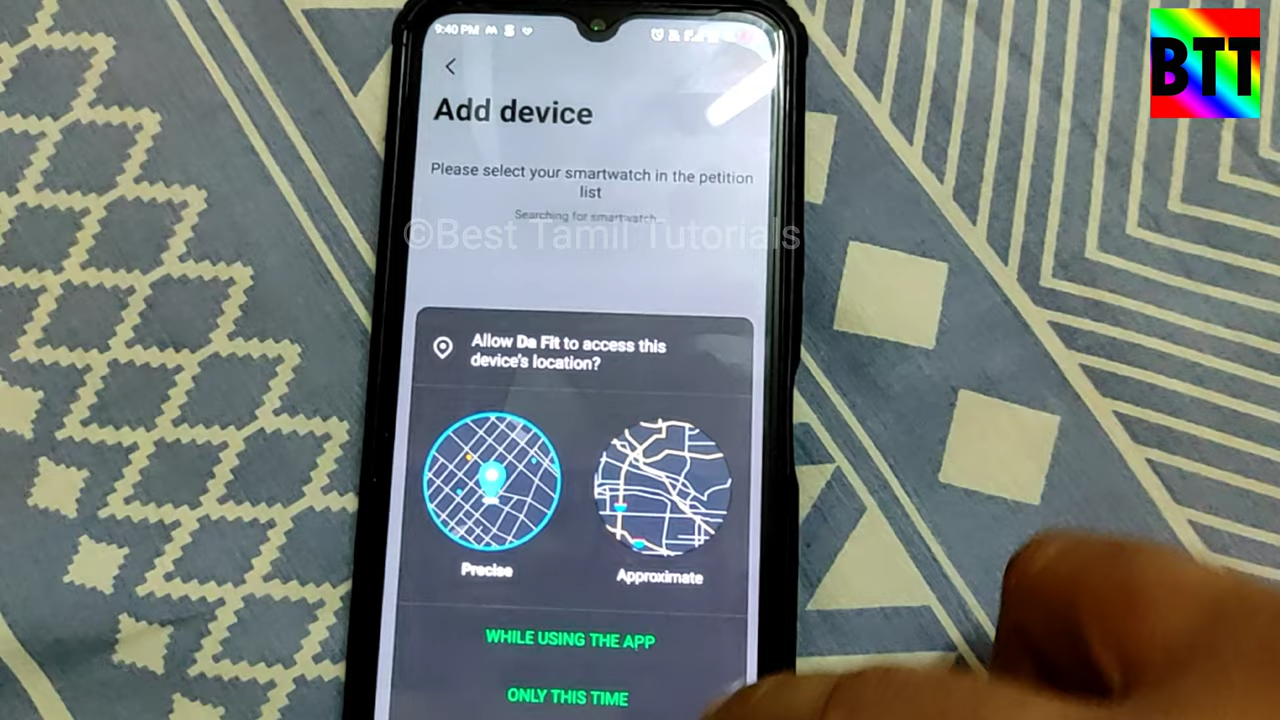 BTT
9:40 PM
Add device
Please select your smartwatch in the petition
list
Searching for smartwatch
©Best Tamil Tutorials
Allow Da Fit to access this
device's location?
Precise
Approximate
WHILE USING THE APP
ONLY THIS TIME